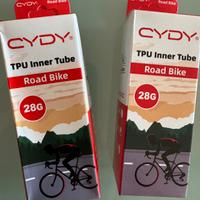 CYDY®
TPU Inner Tube
Road Bike
28G
CYDY®
TPU Inner Tube
Road Bike
28G